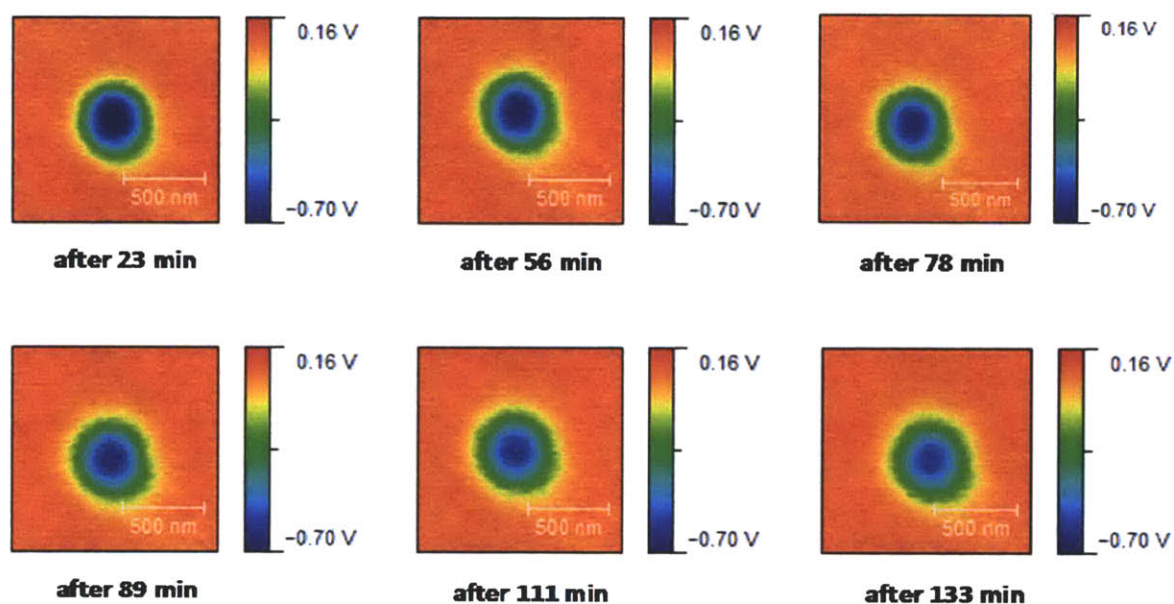 0.16 V
500 nm
−0.70 V
after 23 min
0.16 V
500 nm
−0.70 V
after 56 min
0.16 V
500 nm
−0.70 V
after 78 min
0.16 V
500 nm
−0.70 V
after 89 min
0.16 V
500 nm
−0.70 V
after 111 min
0.16 V
500 nm
−0.70 V
after 133 min